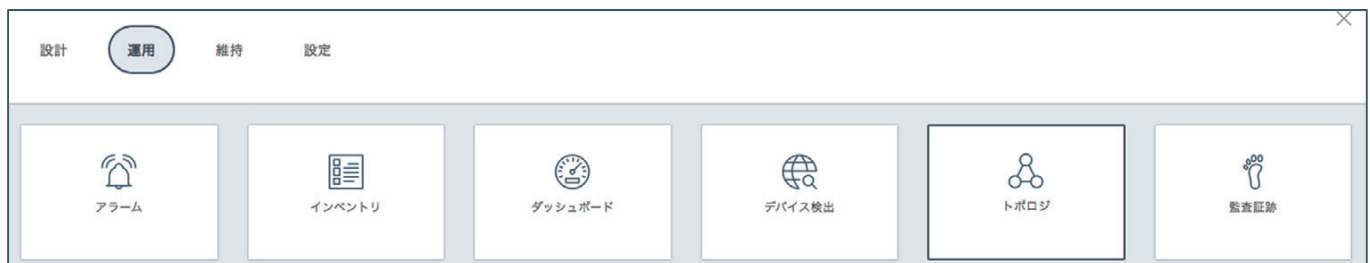 設計 運用 維持 設定
アラーム インベントリ ダッシュボード デバイス検出 トポロジ 監査証跡